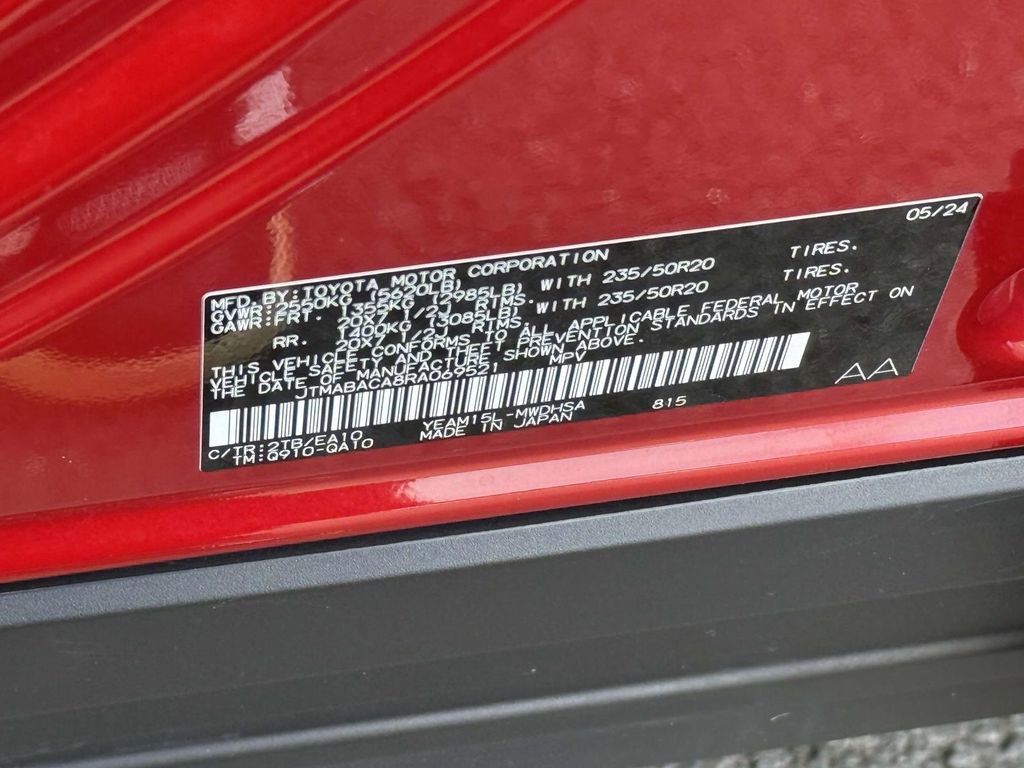 05/24
MFD. BY:TOYOTA MOTOR CORPORATION
GVWR:2550KG (5620LB)
GAWR:FRT. 1355KG (2985LB) WITH 235/50R20 TIRES.
20X7 1/2J RIMS.
RR. 1400KG (3085LB) WITH 235/50R20 TIRES.
20X7 1/2J RIMS.
THIS VEHICLE CONFORMS TO ALL APPLICABLE FEDERAL MOTOR
VEHICLE SAFETY AND THEFT PREVENTION STANDARDS IN EFFECT ON
THE DATE OF MANUFACTURE SHOWN ABOVE.
JTMABACA8RA069521 MPV
AA
C/TR:2TB/EA10 YEAM15L-MWDHSA 815
TM:Q910-QA10 MADE IN JAPAN